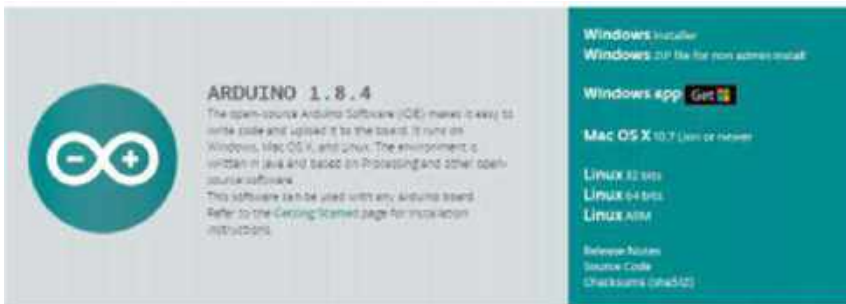 ARDUINO 1.8.4
The open-source Arduino Software (IDE) makes it easy to
write code and upload it to the board. It runs on
Windows, Mac OS X, and Linux. The environment is
written in Java and based on Processing and other open-
source software.
This software can be used with any Arduino board.
Refer to the Getting Started page for Installation
instructions.
Windows Installer
Windows ZIP file for non admin install
Windows app Get
Mac OS X 10.7 Lion or newer
Linux 32 bits
Linux 64 bits
Linux ARM
Release Notes
Source Code
Checksums (sha512)